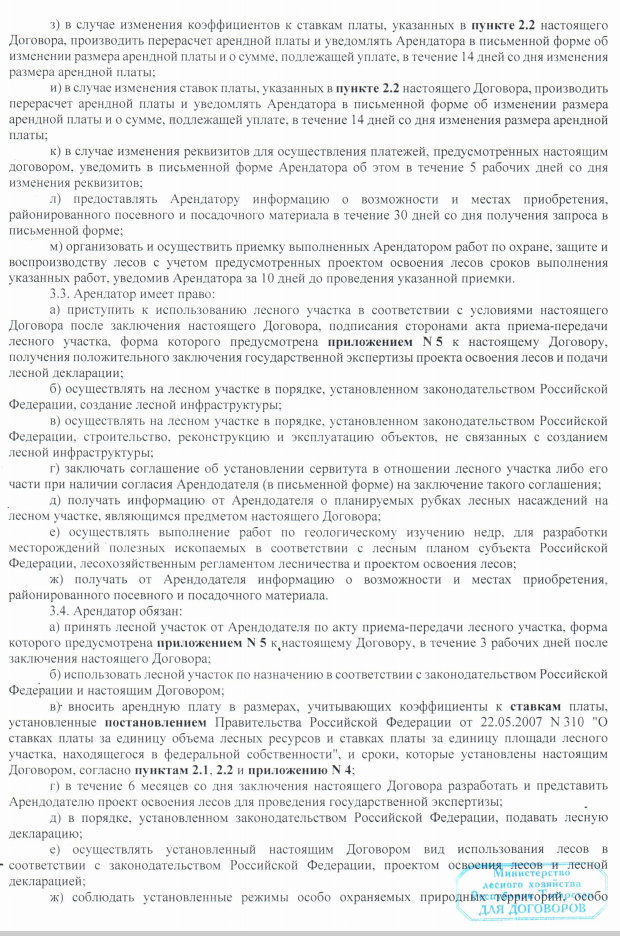 з) в случае изменения коэффициентов к ставкам платы, указанных в пункте 2.2 настоящего
Договора, производить перерасчет арендной платы и уведомлять Арендатора в письменной форме об
изменении размера арендной платы и о сумме, подлежащей уплате, в течение 14 дней со дня изменения
размера арендной платы;
и) в случае изменения ставок платы, указанных в пункте 2.2 настоящего Договора, производить
перерасчет арендной платы и уведомлять Арендатора в письменной форме об изменении размера
арендной платы и о сумме, подлежащей уплате, в течение 14 дней со дня изменения размера арендной
платы;
к) в случае изменения реквизитов для осуществления платежей, предусмотренных настоящим
договором, уведомить в письменной форме Арендатора об этом в течение 5 рабочих дней со дня
изменения реквизитов;
л) предоставлять Арендатору информацию о возможности и местах приобретения,
районированного посевного и посадочного материала в течение 30 дней со дня получения запроса в
письменной форме;
м) организовать и осуществить приемку выполненных Арендатором работ по охране, защите и
воспроизводству лесов с учетом предусмотренных проектом освоения лесов сроков выполнения
указанных работ, уведомив Арендатора за 10 дней до проведения указанной приемки.
3.3. Арендатор имеет право:
а) приступить к использованию лесного участка в соответствии с условиями настоящего
Договора после заключения настоящего Договора, подписания сторонами акта приема-передачи
лесного участка, форма которого предусмотрена приложением N 5 к настоящему Договору,
получения положительного заключения государственной экспертизы проекта освоения лесов и подачи
лесной декларации;
б) осуществлять на лесном участке в порядке, установленном законодательством Российской
Федерации, создание лесной инфраструктуры;
в) осуществлять на лесном участке в порядке, установленном законодательством Российской
Федерации, строительство, реконструкцию и эксплуатацию объектов, не связанных с созданием
лесной инфраструктуры;
г) заключать соглашение об установлении сервитута в отношении лесного участка либо его
части при наличии согласия Арендодателя (в письменной форме) на заключение такого соглашения;
д) получать информацию от Арендодателя о планируемых рубках лесных насаждений на
лесном участке, являющимся предметом настоящего Договора;
е) осуществлять выполнение работ по геологическому изучению недр, для разработки
месторождений полезных ископаемых в соответствии с лесным планом субъекта Российской
Федерации, лесохозяйственным регламентом лесничества и проектом освоения лесов;
ж) получать от Арендодателя информацию о возможности и местах приобретения,
районированного посевного и посадочного материала.
3.4. Арендатор обязан:
а) принять лесной участок от Арендодателя по акту приема-передачи лесного участка, форма
которого предусмотрена приложением N 5 к настоящему Договору, в течение 3 рабочих дней после
заключения настоящего Договора;
б) использовать лесной участок по назначению в соответствии с законодательством Российской
Федерации и настоящим Договором;
в) вносить арендную плату в размерах, учитывающих коэффициенты к ставкам платы,
установленные постановлением Правительства Российской Федерации от 22.05.2007 N 310 "О
ставках платы за единицу объема лесных ресурсов и ставках платы за единицу площади лесного
участка, находящегося в федеральной собственности", и сроки, которые установлены настоящим
Договором, согласно пунктам 2.1, 2.2 и приложению N 4;
г) в течение 6 месяцев со дня заключения настоящего Договора разработать и представить
Арендодателю проект освоения лесов для проведения государственной экспертизы;
д) в порядке, установленном законодательством Российской Федерации, подавать лесную
декларацию;
е) осуществлять установленный настоящим Договором вид использования лесов в
соответствии с законодательством Российской Федерации, проектом освоения лесов и лесной
декларацией;
Министерство
лесного хозяйства
ж) соблюдать установленные режимы особо охраняемых природных территорий, особо
ДЛЯ ДОГОВОРОВ